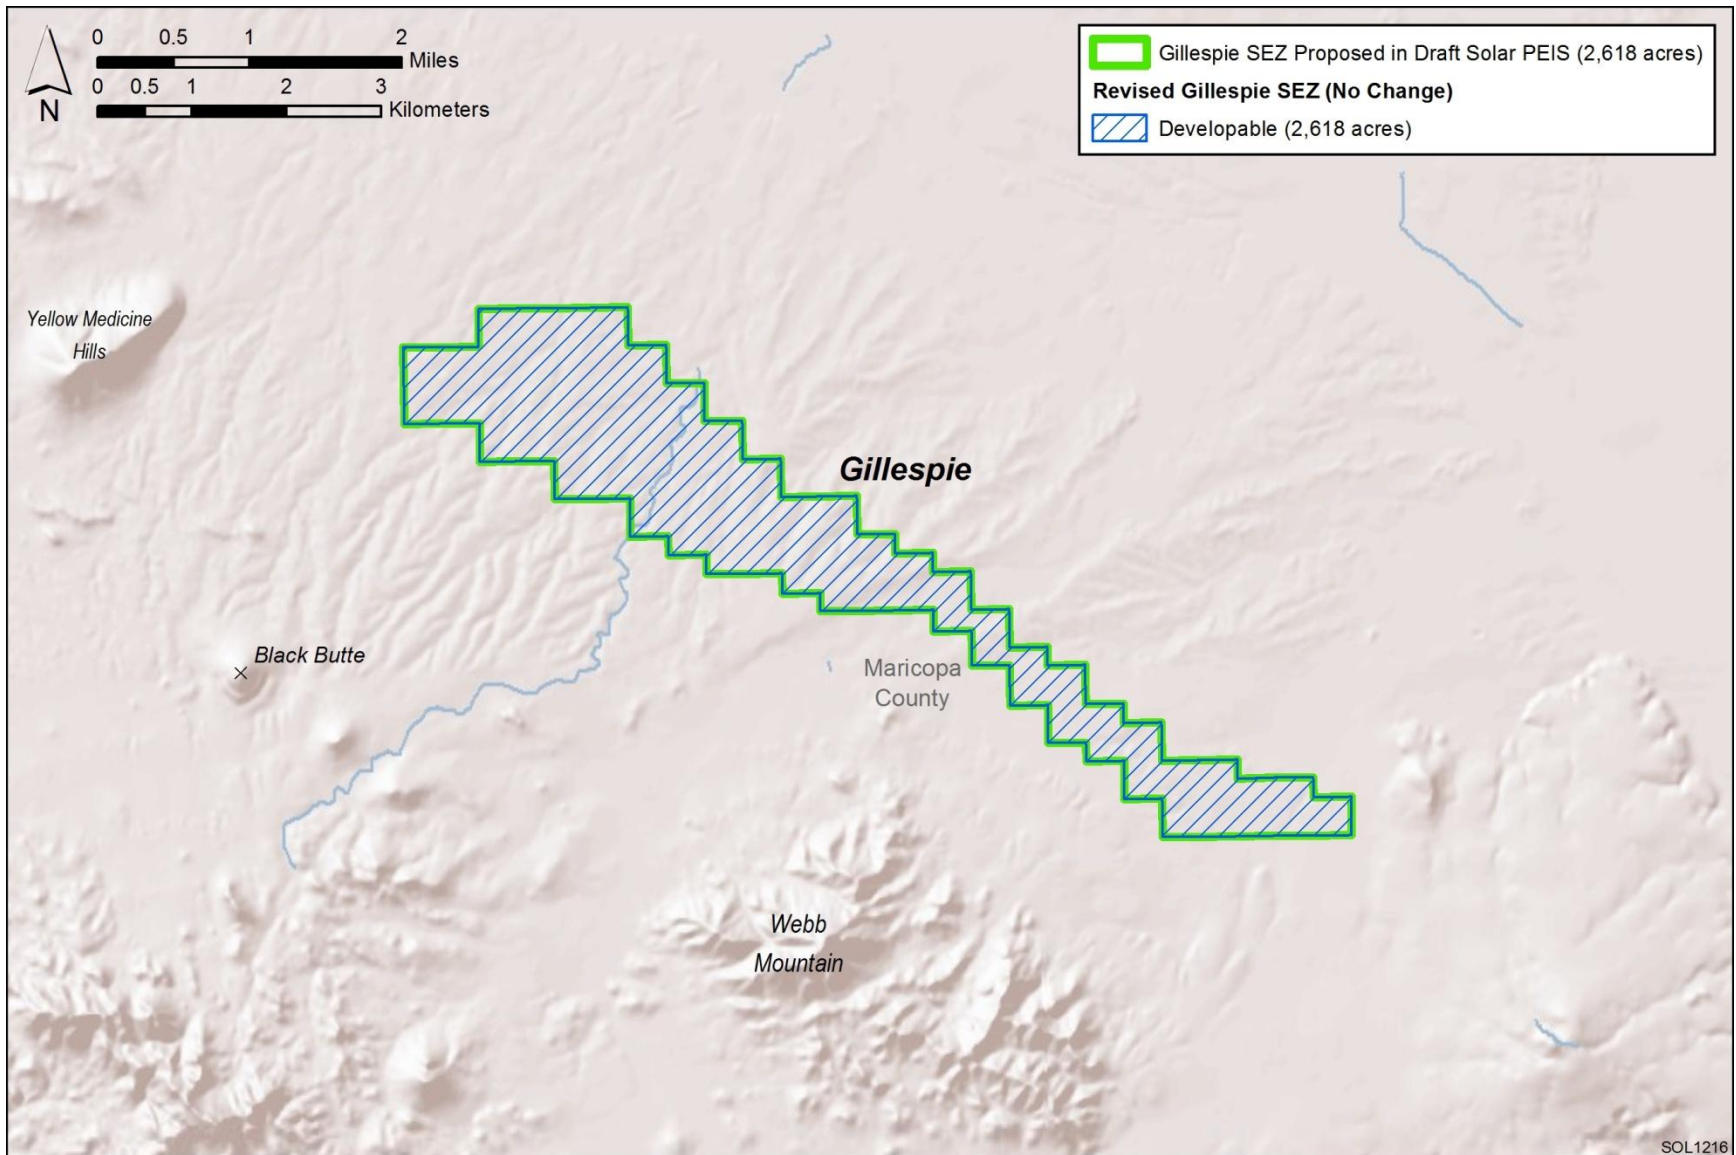 0 0.5 1 2
Miles
0 0.5 1 2 3
Kilometers
N
Gillespie SEZ Proposed in Draft Solar PEIS (2,618 acres)
Revised Gillespie SEZ (No Change)
Developable (2,618 acres)
Yellow Medicine
Hills
Gillespie
Black Butte
Maricopa
County
Webb
Mountain
SOL1216